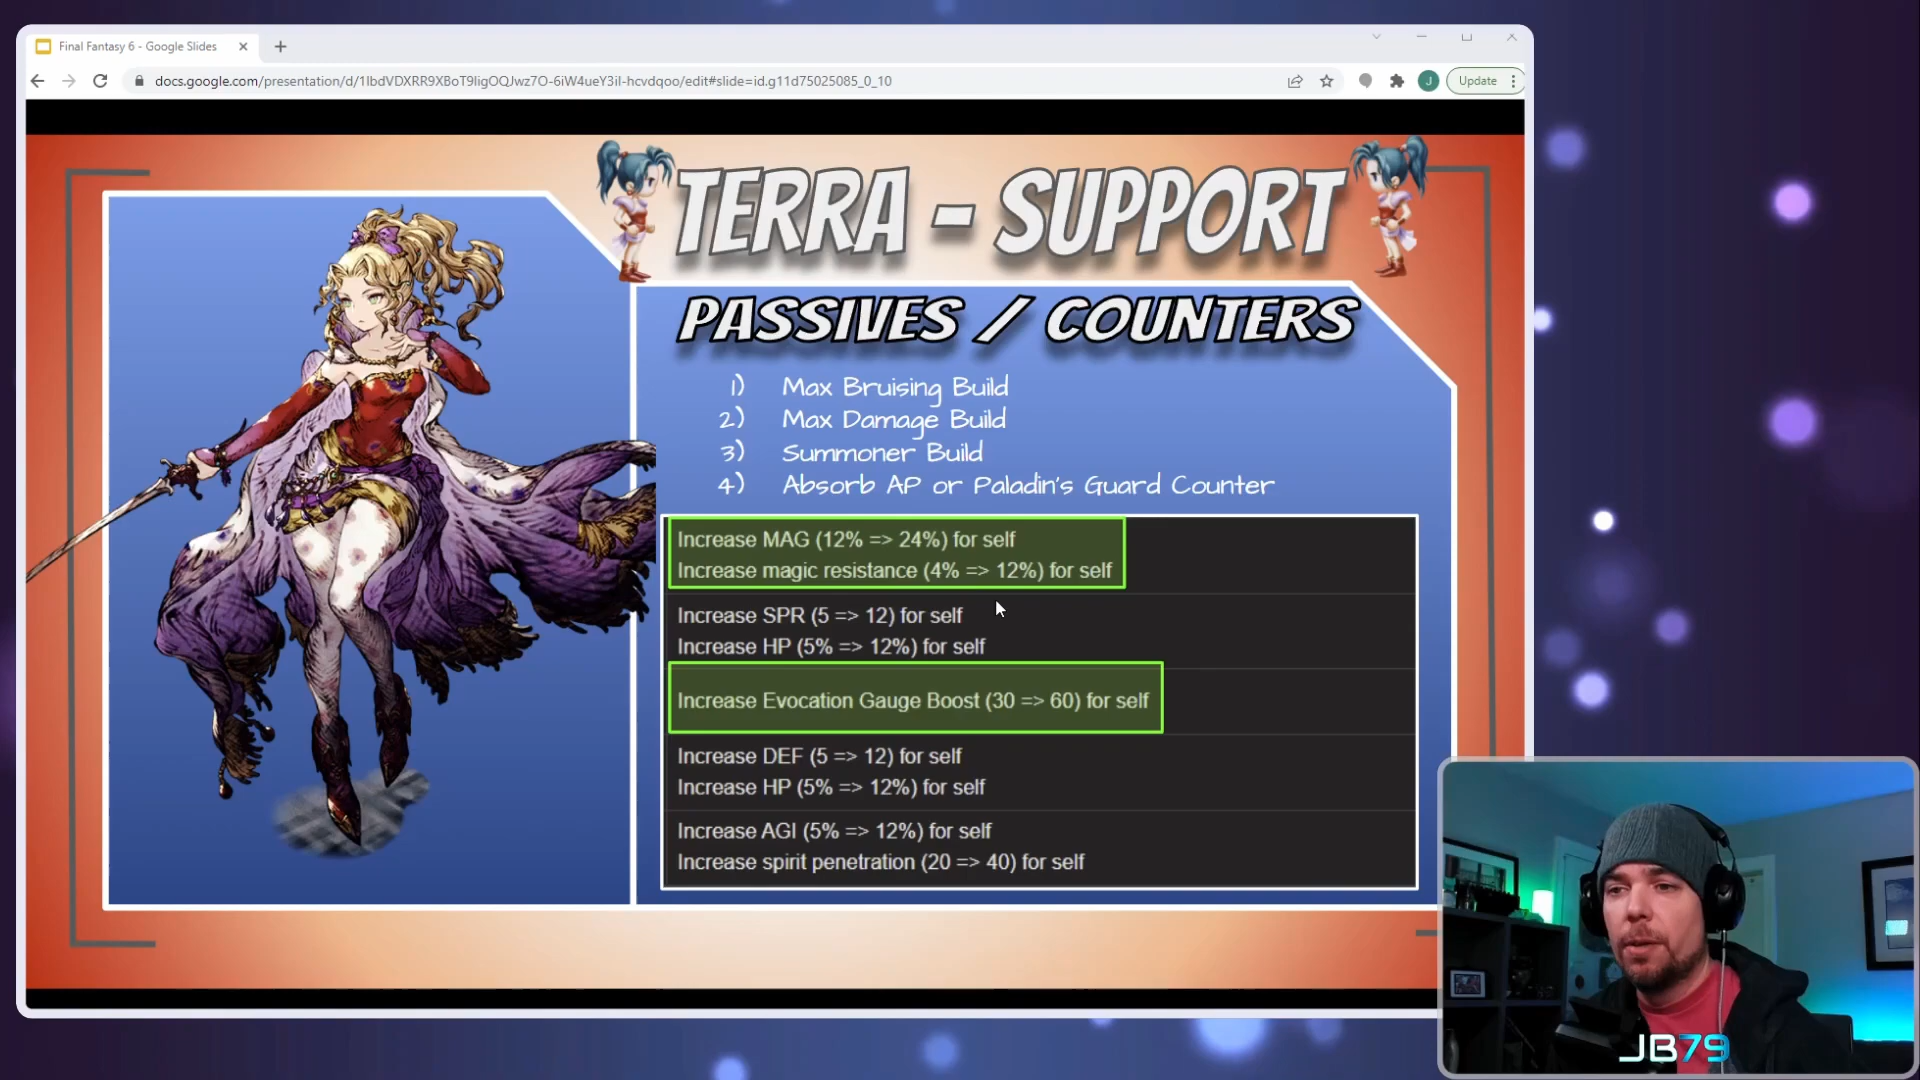 Final Fantasy 6 - Google Slides
docs.google.com/presentation/d/1lbdVDXRR9XBoT9ligOQJwz7O-6iW4ueY3il-hcvdqoo/edit#slide=id.g11d75025085_0_10
J
Update
TERRA - SUPPORT
PASSIVES / COUNTERS
1) Max Bruising Build
2) Max Damage Build
3) Summoner Build
4) Absorb AP or Paladin's Guard Counter
Increase MAG (12% => 24%) for self
Increase magic resistance (4% => 12%) for self
Increase SPR (5 => 12) for self
Increase HP (5% => 12%) for self
Increase Evocation Gauge Boost (30 => 60) for self
Increase DEF (5 => 12) for self
Increase HP (5% => 12%) for self
Increase AGI (5% => 12%) for self
Increase spirit penetration (20 => 40) for self
JB79